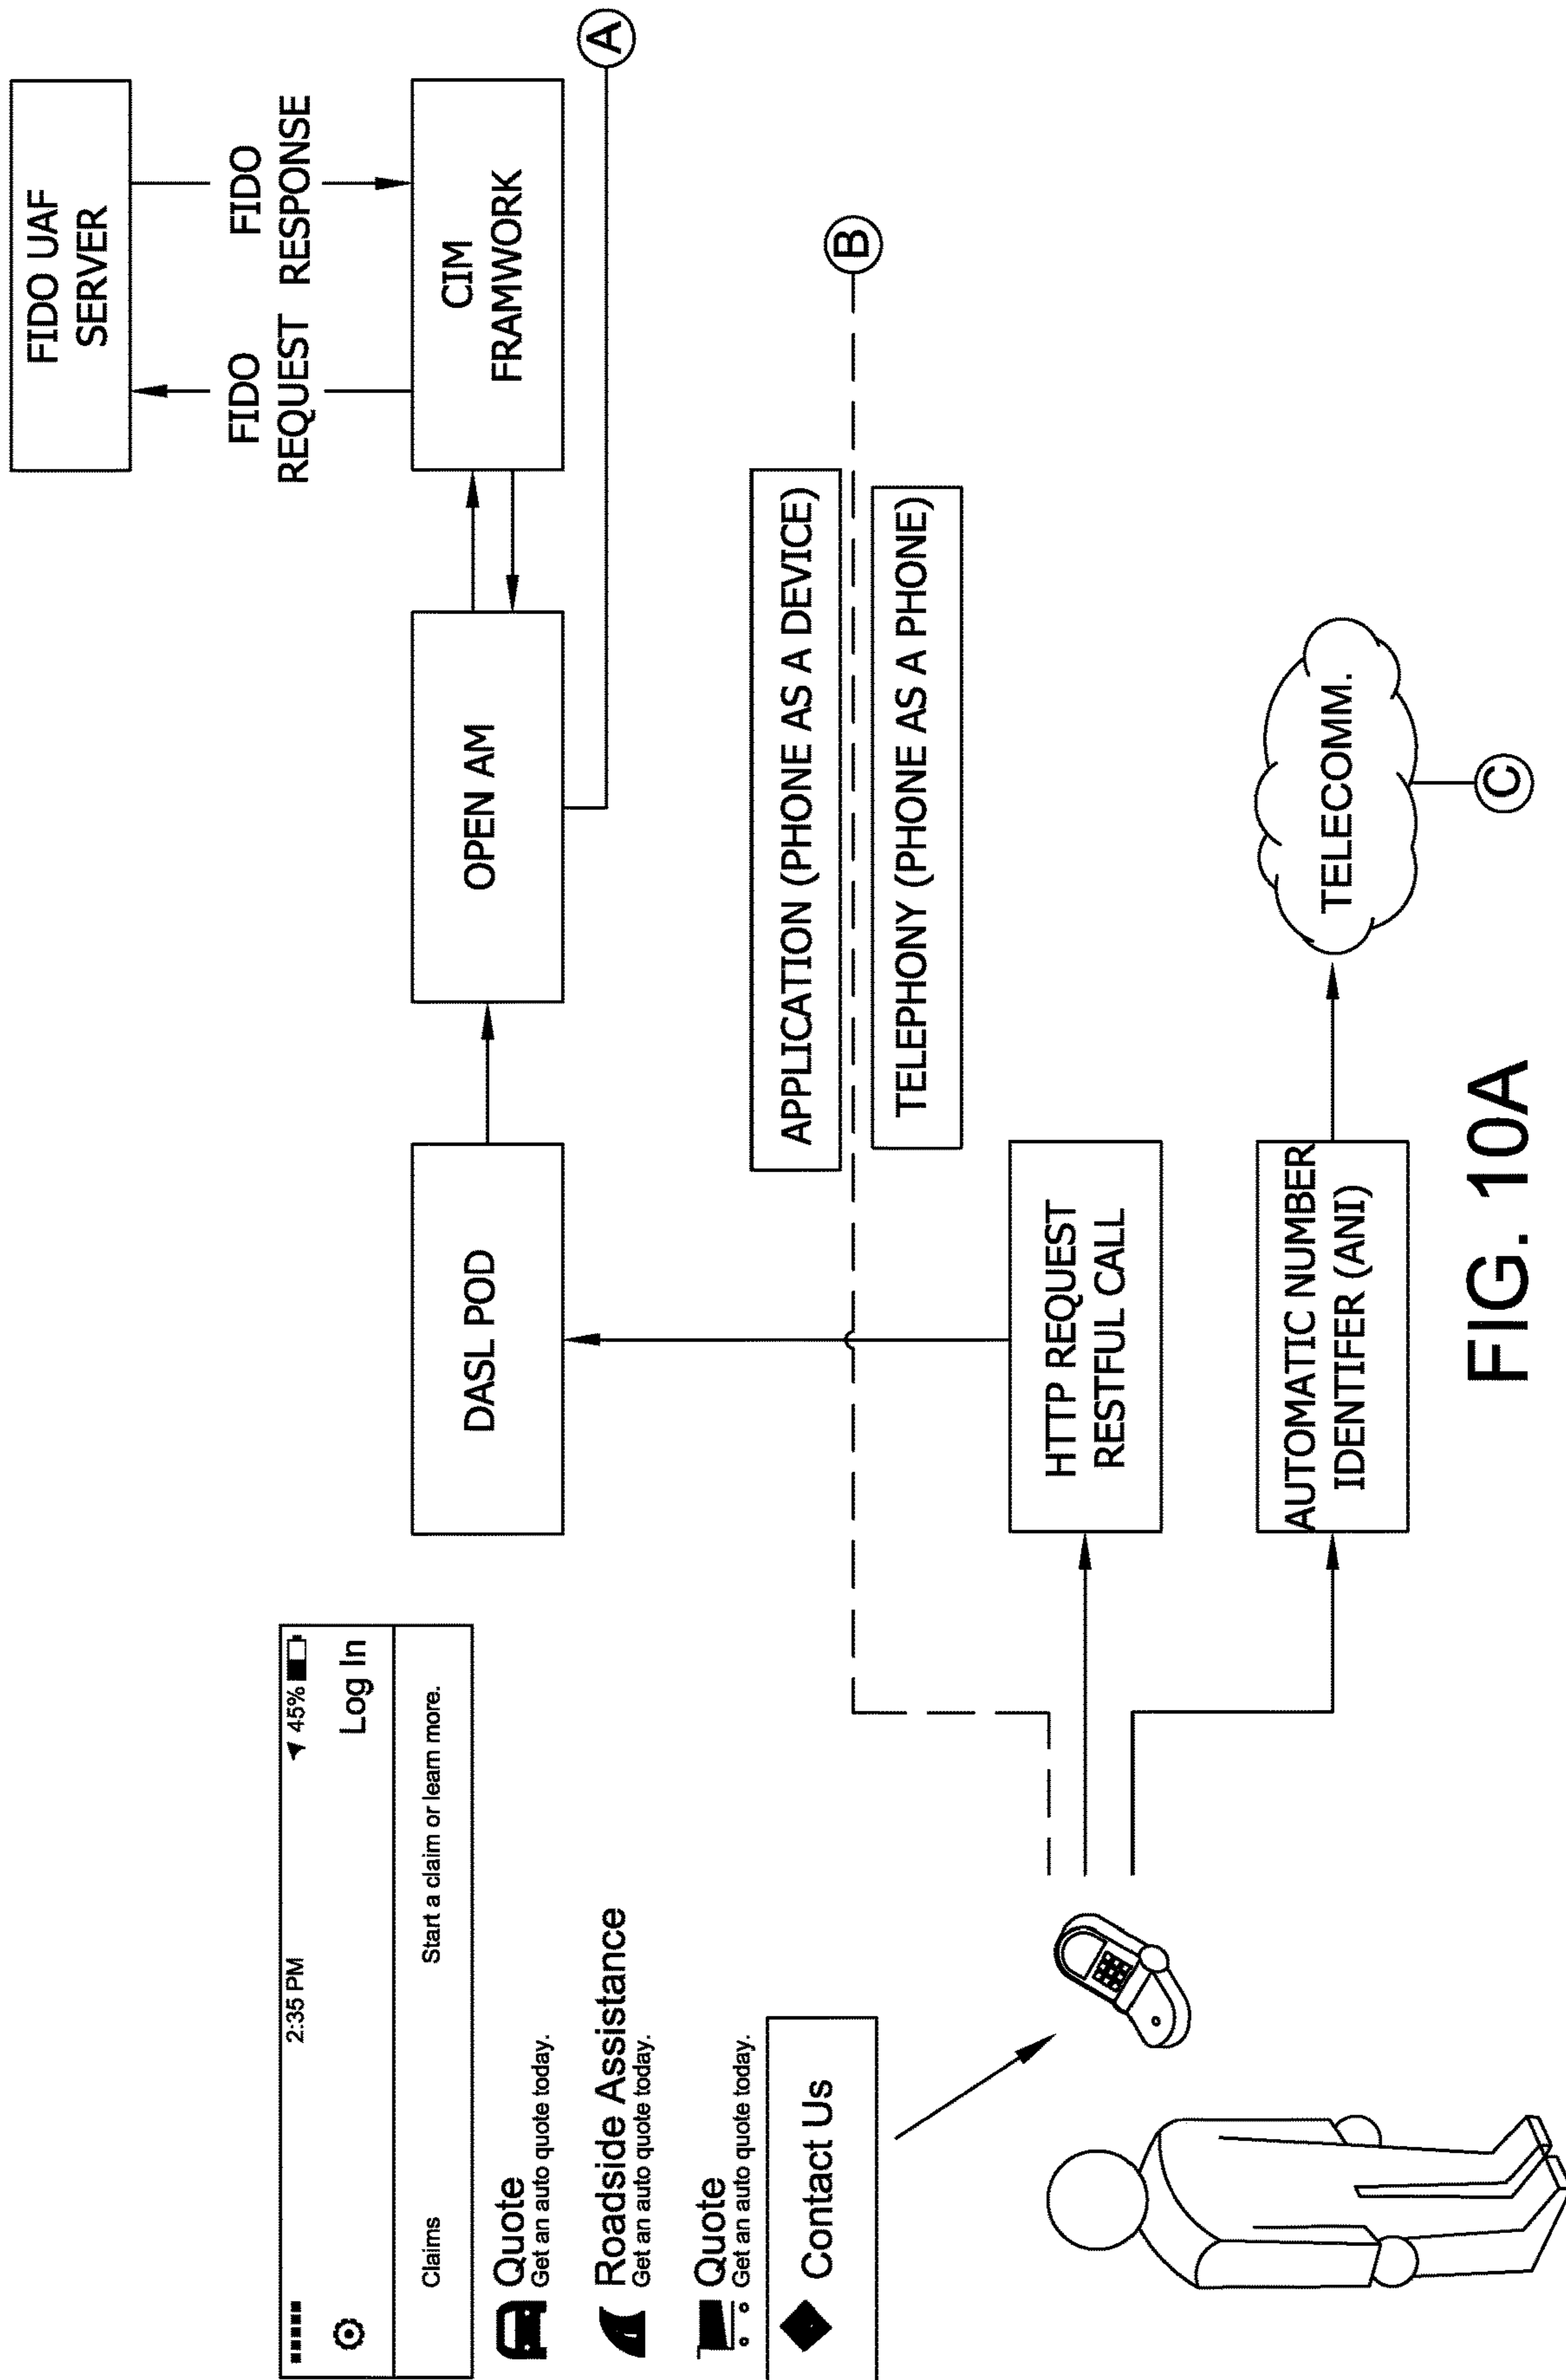 2:35 PM
45%
Log In
Claims
Start a claim or learn more.
Quote
Get an auto quote today.
Roadside Assistance
Get an auto quote today.
Quote
Get an auto quote today.
Contact Us
DASL POD
OPEN AM
CIM
FRAMWORK
FIDO UAF
SERVER
FIDO
REQUEST
FIDO
RESPONSE
A
APPLICATION (PHONE AS A DEVICE)
B
TELEPHONY (PHONE AS A PHONE)
HTTP REQUEST
RESTFUL CALL
AUTOMATIC NUMBER
IDENTIFER (ANI)
TELECOMM.
C
FIG. 10A